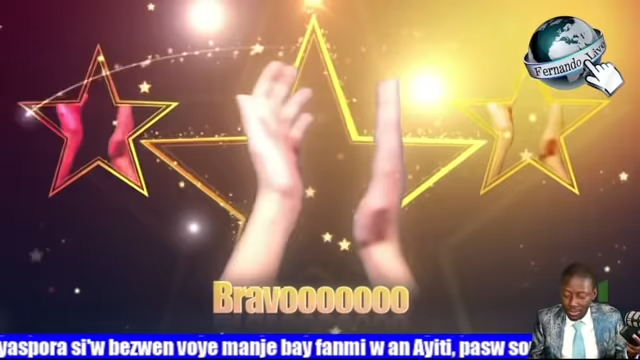 Fernando Live
Bravooooooo
yaspora si'w bezwen voye manje bay fanmi w an Ayiti, pasw so